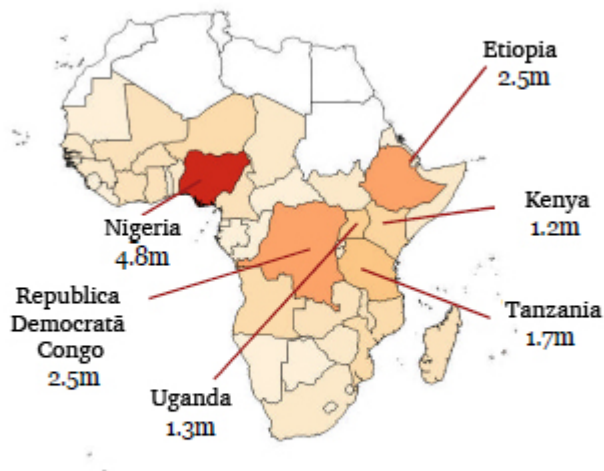 Etiopia
2.5m
Kenya
1.2m
Nigeria
4.8m
Republica
Democrată
Congo
2.5m
Tanzania
1.7m
Uganda
1.3m